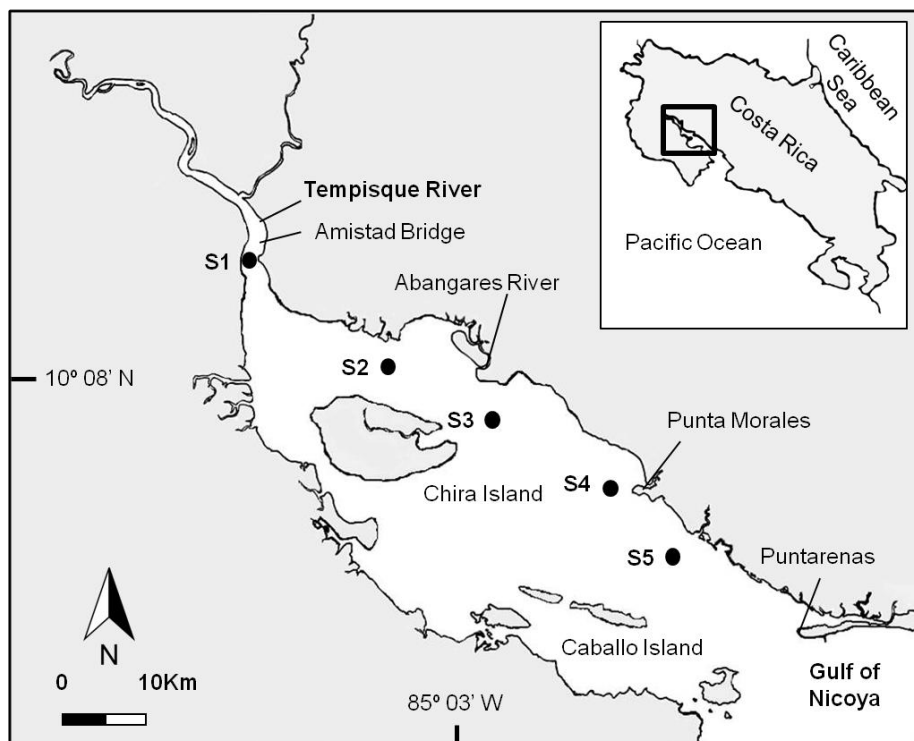 Caribbean
Sea
Costa Rica
Pacific Ocean
Tempisque River
Amistad Bridge
S1
Abangares River
S2
10º 08' N
S3
Punta Morales
S4
Chira Island
S5
Puntarenas
Caballo Island
N
Gulf of
Nicoya
0 10Km
85º 03' W